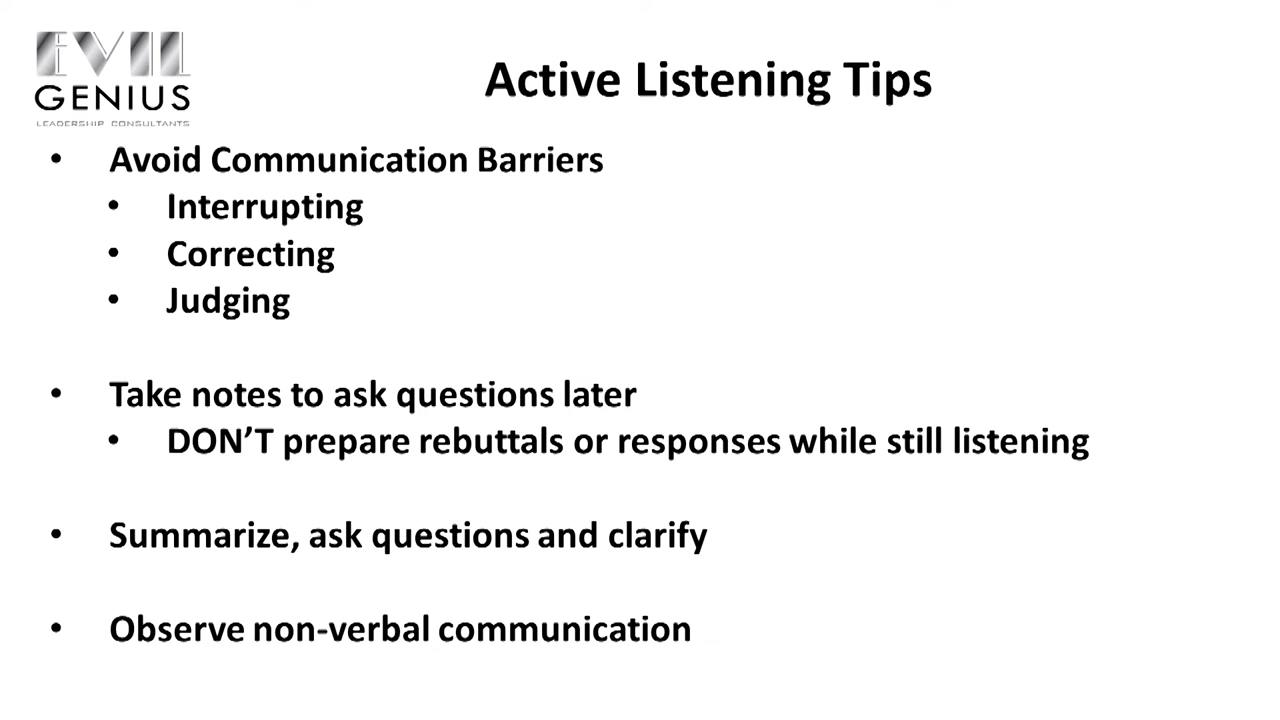 EVIL
GENIUS
LEADERSHIP CONSULTANTS
Active Listening Tips
• Avoid Communication Barriers
• Interrupting
• Correcting
• Judging
• Take notes to ask questions later
• DON'T prepare rebuttals or responses while still listening
• Summarize, ask questions and clarify
• Observe non-verbal communication